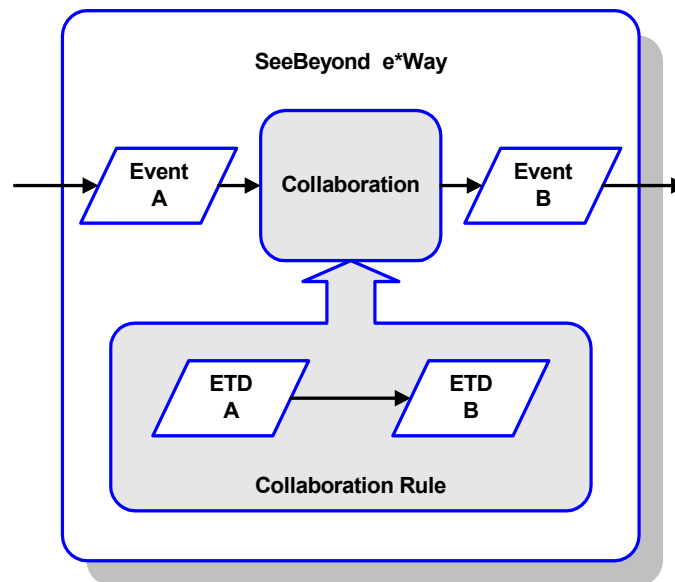 SeeBeyond e*Way
Event
A
Collaboration
Event
B
ETD
A
ETD
B
Collaboration Rule